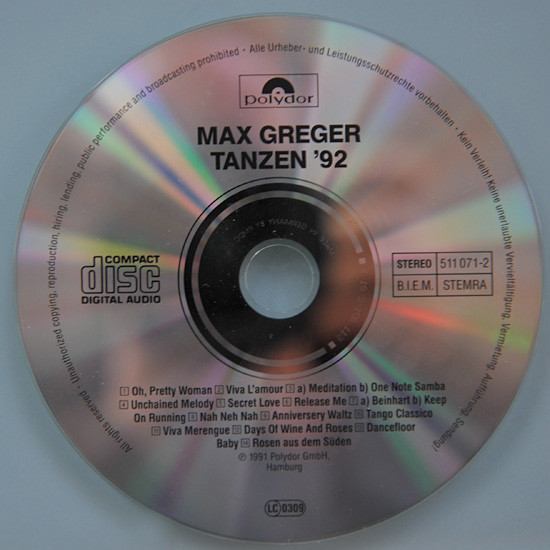 polydor
MAX GREGER
TANZEN '92
COMPACT
disc
DIGITAL AUDIO
STEREO 511 071-2
B.I.E.M. STEMRA
1 Oh, Pretty Woman 2 Viva L'amour 3 a) Meditation b) One Note Samba
4 Unchained Melody 5 Secret Love 6 Release Me 7 a) Beinhart b) Keep
On Running 8 Nah Neh Nah 9 Anniversery Waltz 10 Tango Classico
11 Viva Merengue 12 Days Of Wine And Roses 13 Dancefloor
Baby 14 Rosen aus dem Süden
℗ 1991 Polydor GmbH,
Hamburg
LC 0309
All rights reserved · Unauthorized copying, reproduction, hiring, lending, public performance and broadcasting prohibited · Alle Urheber- und Leistungsschutzrechte vorbehalten · Kein Verleih! Keine unerlaubte Vervielfältigung, Vermietung, Aufführung, Sendung!